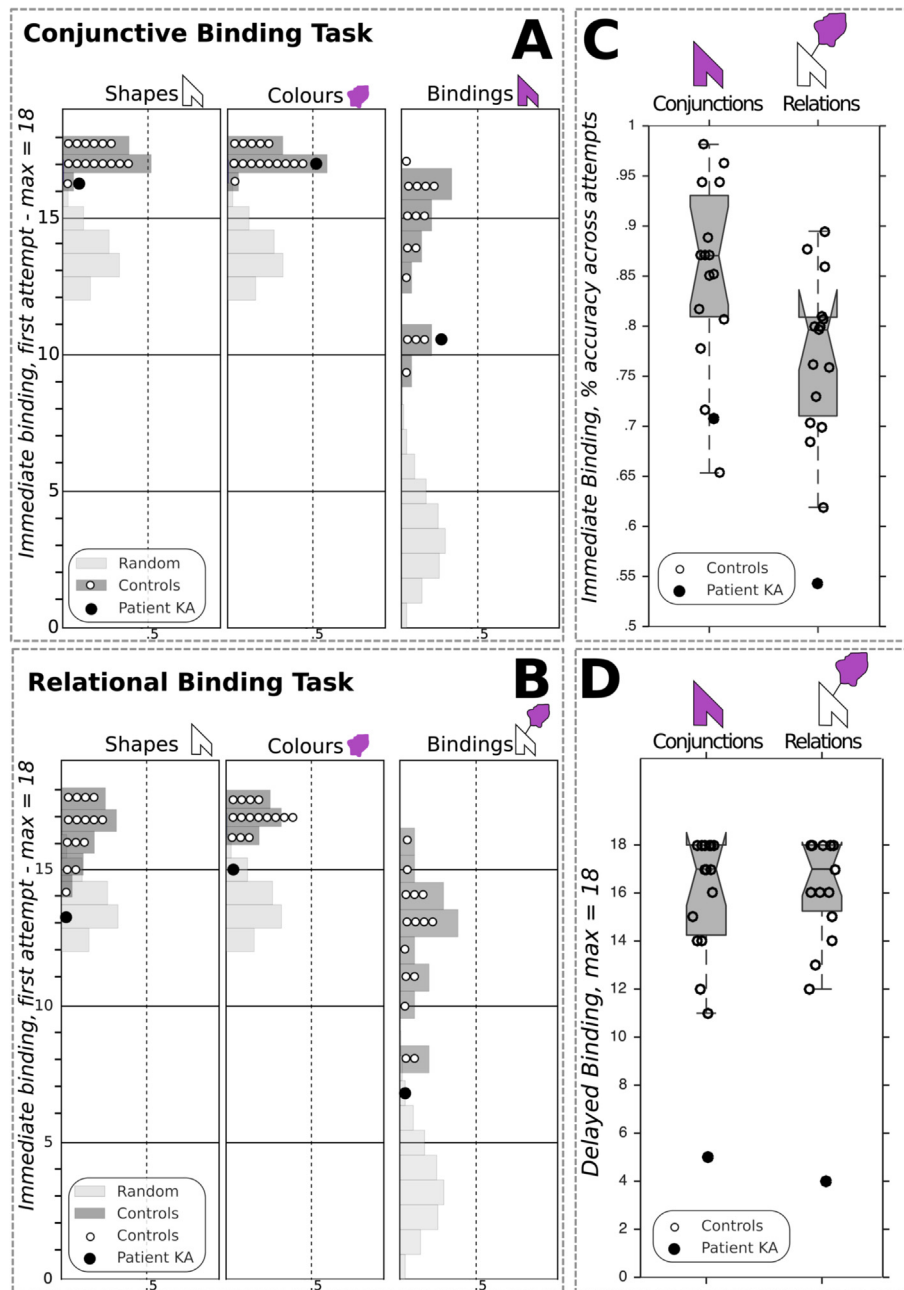 Conjunctive Binding Task
A
Shapes
Colours
Bindings
Immediate binding, first attempt - max = 18
15
10
5
0
.5
.5
.5
Random
Controls
Patient KA
Relational Binding Task
B
Shapes
Colours
Bindings
Immediate binding, first attempt - max = 18
15
10
5
0
.5
.5
.5
Random
Controls
Controls
Patient KA
C
Conjunctions
Relations
Immediate Binding, % accuracy across attempts
1
.95
.9
.85
.8
.75
.7
.65
.6
.55
.5
Controls
Patient KA
D
Conjunctions
Relations
Delayed Binding, max = 18
18
16
14
12
10
8
6
4
2
0
Controls
Patient KA